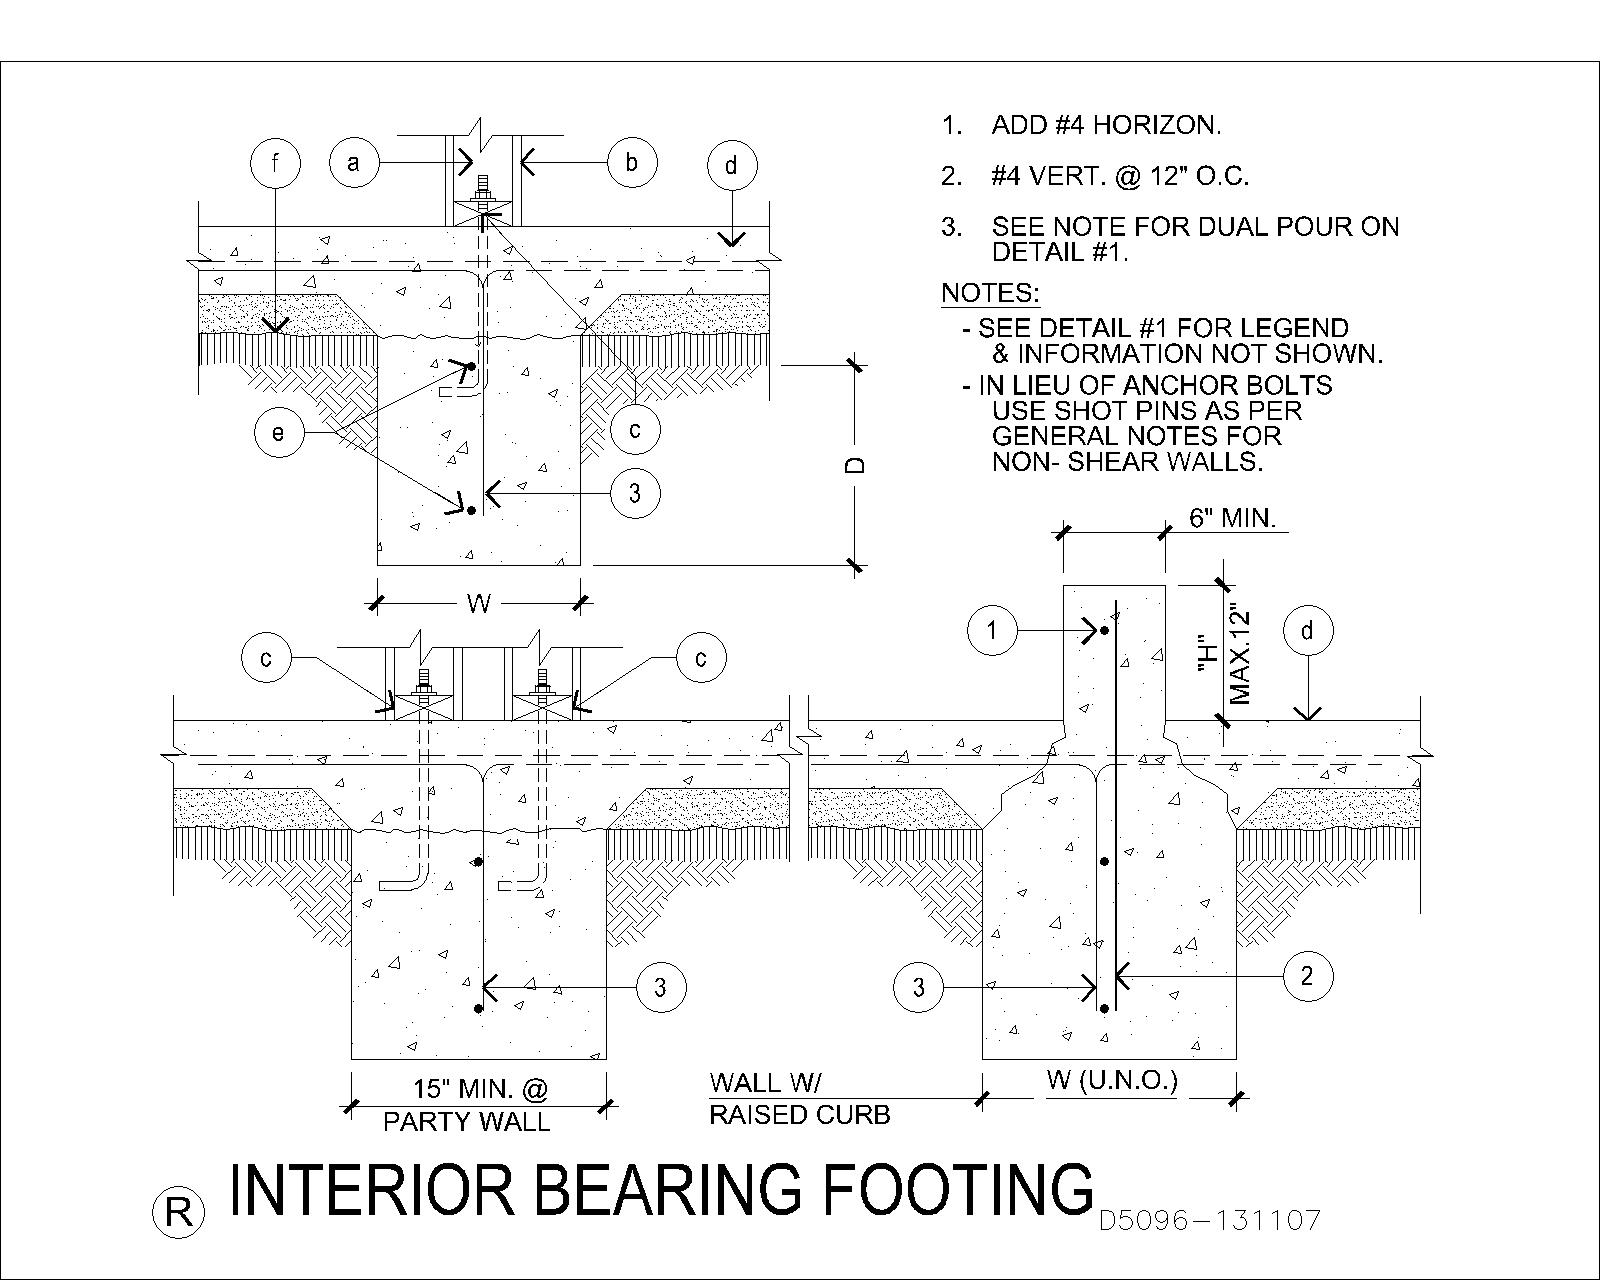 f
a
b
d
1. ADD #4 HORIZON.
2. #4 VERT. @ 12" O.C.
3. SEE NOTE FOR DUAL POUR ON
DETAIL #1.
NOTES:
- SEE DETAIL #1 FOR LEGEND
& INFORMATION NOT SHOWN.
- IN LIEU OF ANCHOR BOLTS
USE SHOT PINS AS PER
GENERAL NOTES FOR
NON- SHEAR WALLS.
e
c
3
D
W
6" MIN.
1
"H"
MAX.12"
d
c
c
3
3
2
15" MIN. @
PARTY WALL
WALL W/
RAISED CURB
W (U.N.O.)
R INTERIOR BEARING FOOTING D5096-131107